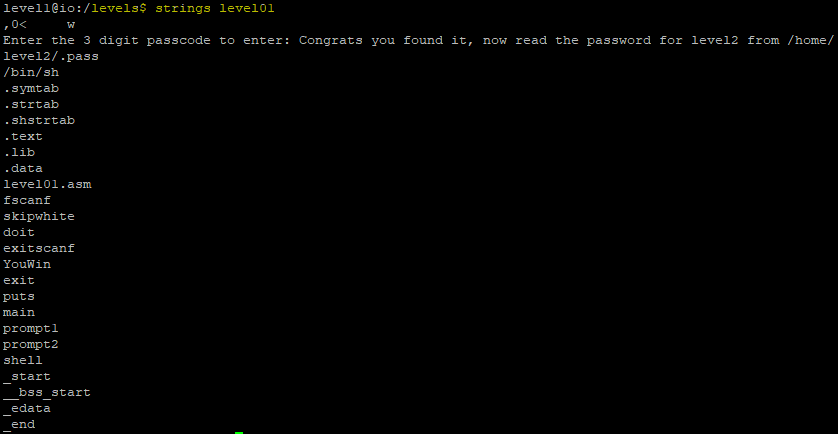 level1@io:/levels$ strings level01
,0<     w
Enter the 3 digit passcode to enter: Congrats you found it, now read the password for level2 from /home/
level2/.pass
/bin/sh
.symtab
.strtab
.shstrtab
.text
.lib
.data
level01.asm
fscanf
skipwhite
doit
exitscanf
YouWin
exit
puts
main
prompt1
prompt2
shell
_start
__bss_start
_edata
_end